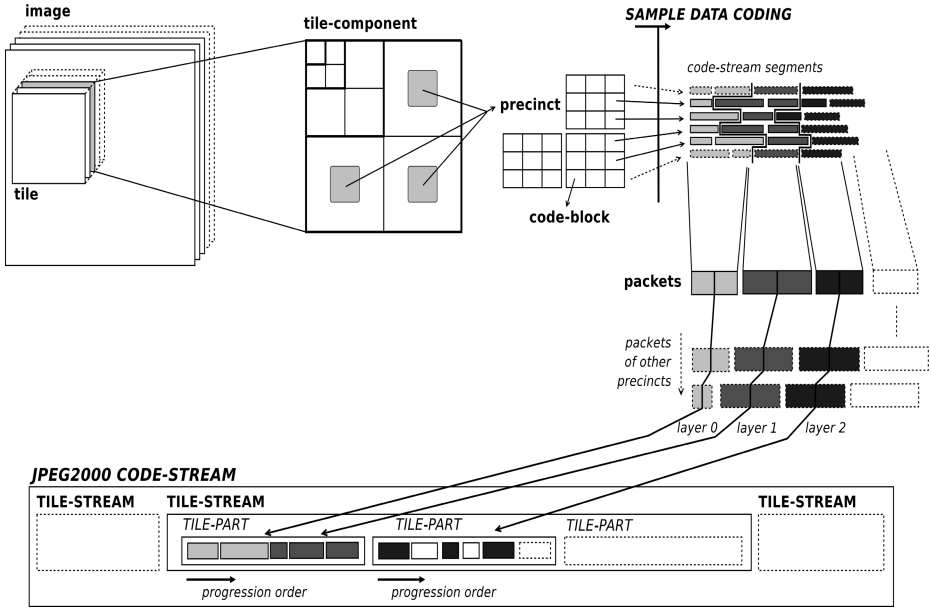 image
tile-component
SAMPLE DATA CODING
code-stream segments
precinct
tile
code-block
packets
packets
of other
precincts
layer 0
layer 1
layer 2
JPEG2000 CODE-STREAM
TILE-STREAM
TILE-STREAM
TILE-STREAM
TILE-PART
TILE-PART
TILE-PART
progression order
progression order